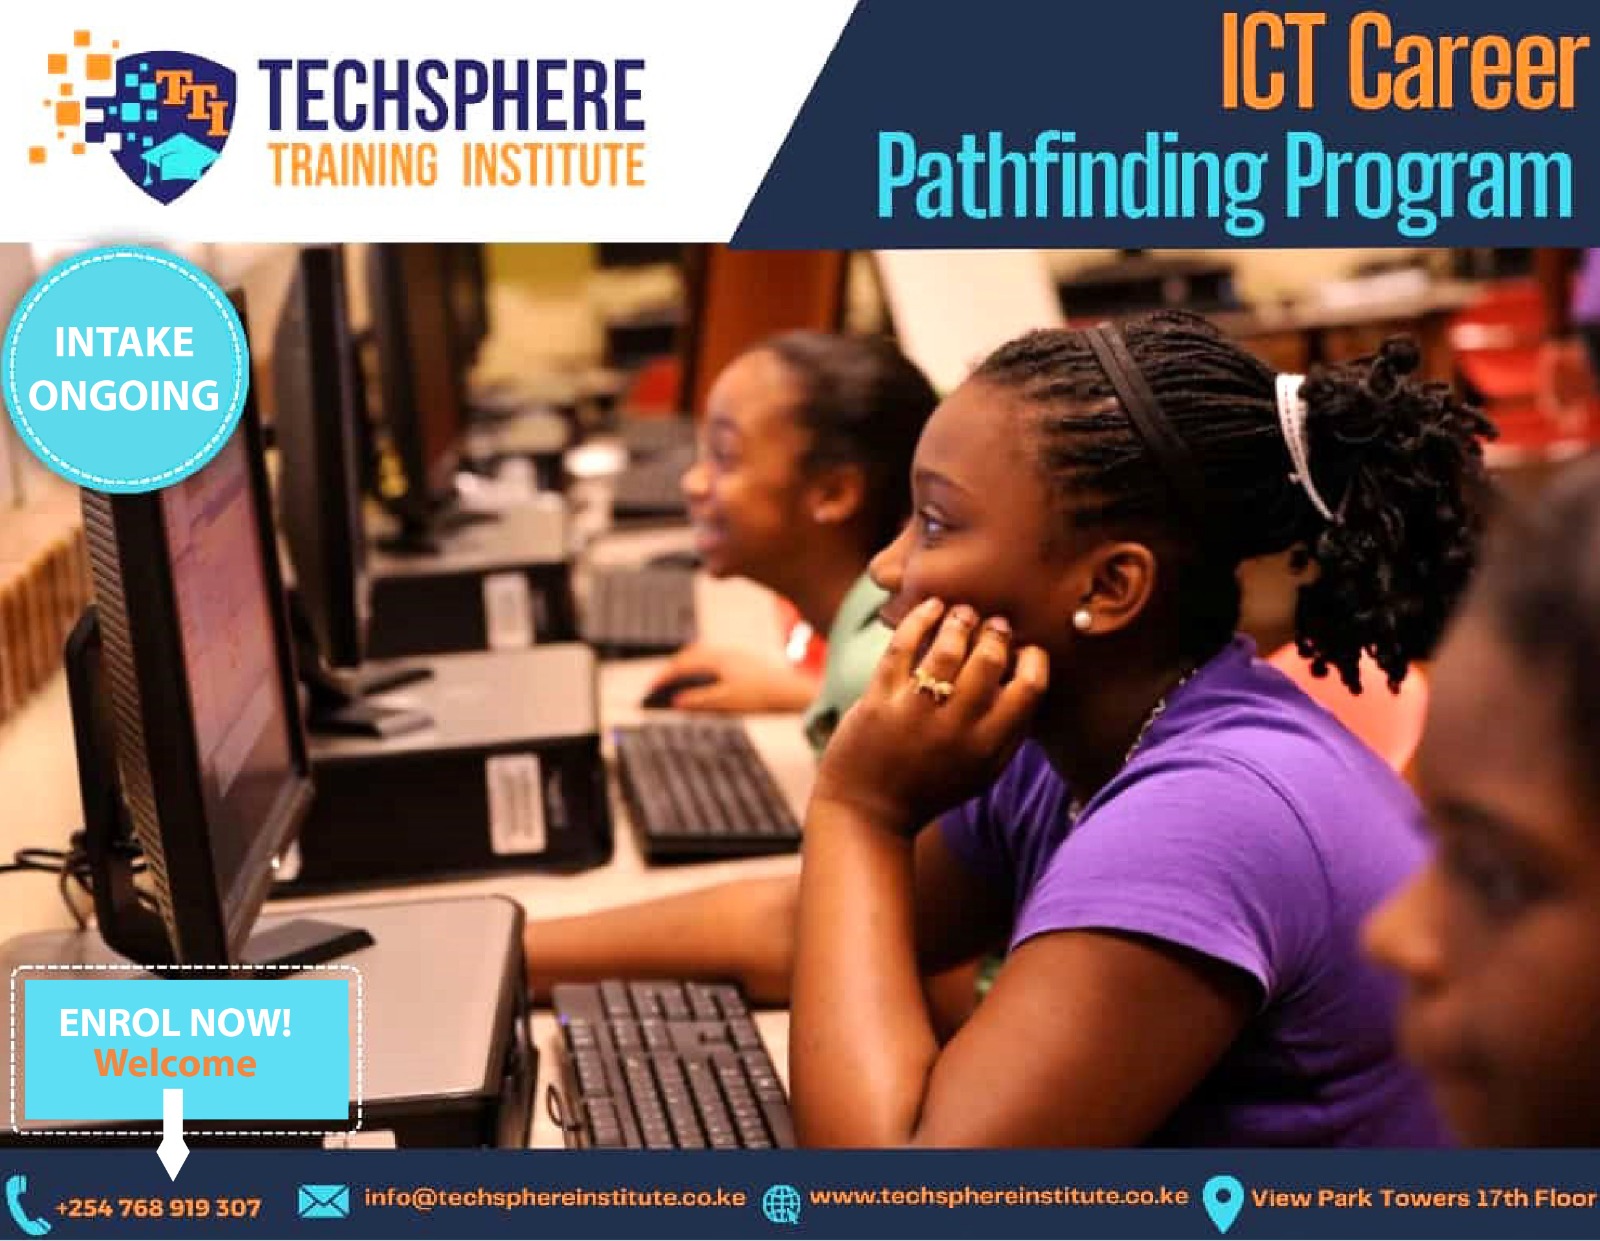 TTI
TECHSPHERE
TRAINING INSTITUTE
ICT Career
Pathfinding Program
INTAKE
ONGOING
ENROL NOW!
Welcome
+254 768 919 307
info@techsphereinstitute.co.ke
www.techsphereinstitute.co.ke
View Park Towers 17th Floor